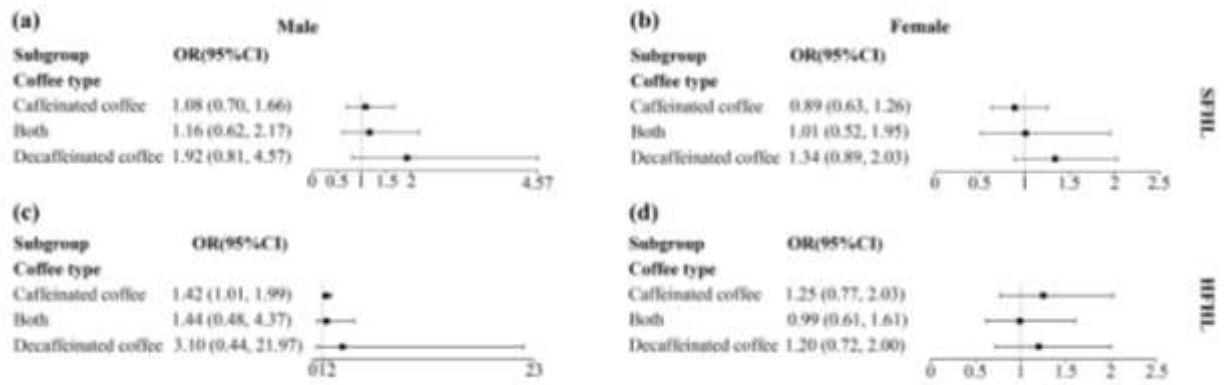 (a)
Male
Subgroup OR(95%CI)
Coffee type
Caffeinated coffee 1.08 (0.70, 1.66)
Both 1.16 (0.62, 2.17)
Decaffeinated coffee 1.92 (0.81, 4.57)
0 0.5 1 1.5 2 4.57
(b)
Female
Subgroup OR(95%CI)
Coffee type
Caffeinated coffee 0.89 (0.63, 1.26)
Both 1.01 (0.52, 1.95)
Decaffeinated coffee 1.34 (0.89, 2.03)
0 0.5 1 1.5 2 2.5
SFHL
(c)
Subgroup OR(95%CI)
Coffee type
Caffeinated coffee 1.42 (1.01, 1.99)
Both 1.44 (0.48, 4.37)
Decaffeinated coffee 3.10 (0.44, 21.97)
012 23
(d)
Subgroup OR(95%CI)
Coffee type
Caffeinated coffee 1.25 (0.77, 2.03)
Both 0.99 (0.61, 1.61)
Decaffeinated coffee 1.20 (0.72, 2.00)
0 0.5 1 1.5 2 2.5
HFHL